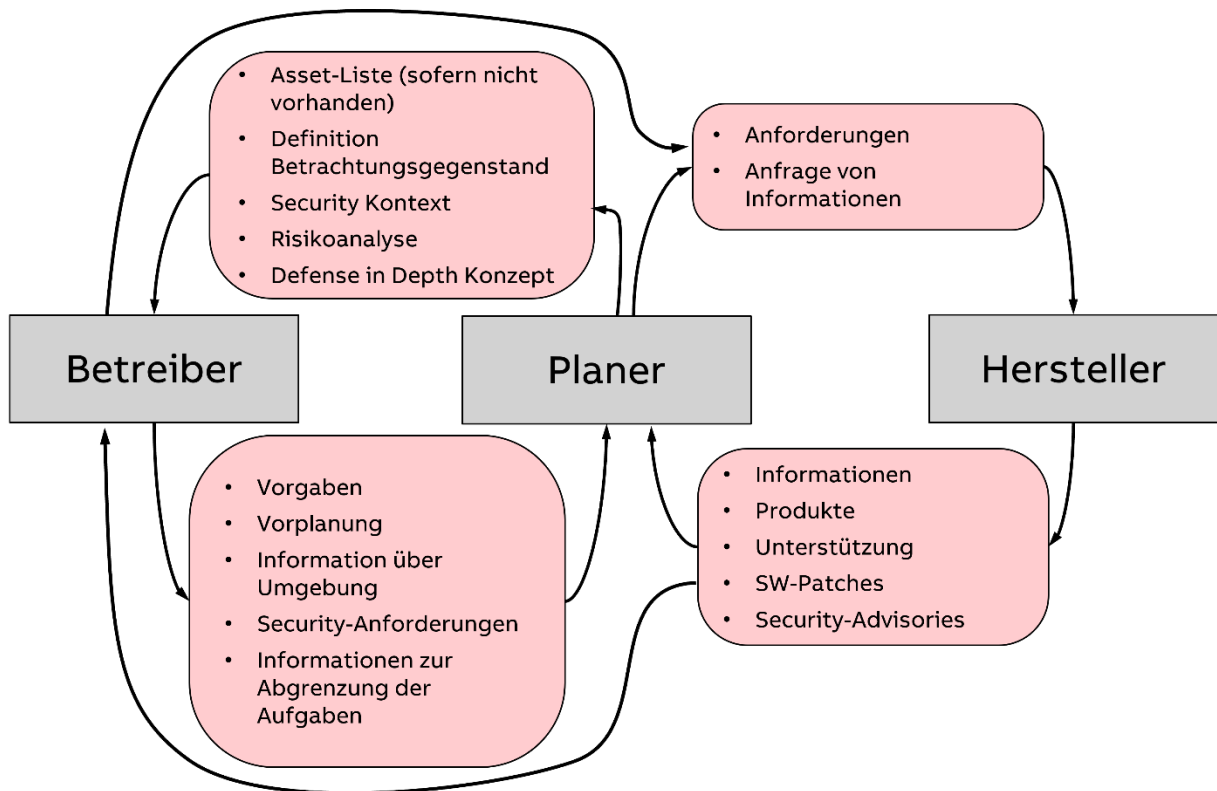 • Asset-Liste (sofern nicht
vorhanden)
• Definition
Betrachtungsgegenstand
• Security Kontext
• Risikoanalyse
• Defense in Depth Konzept
• Anforderungen
• Anfrage von
Informationen
Betreiber
Planer
Hersteller
• Vorgaben
• Vorplanung
• Information über
Umgebung
• Security-Anforderungen
• Informationen zur
Abgrenzung der
Aufgaben
• Informationen
• Produkte
• Unterstützung
• SW-Patches
• Security-Advisories